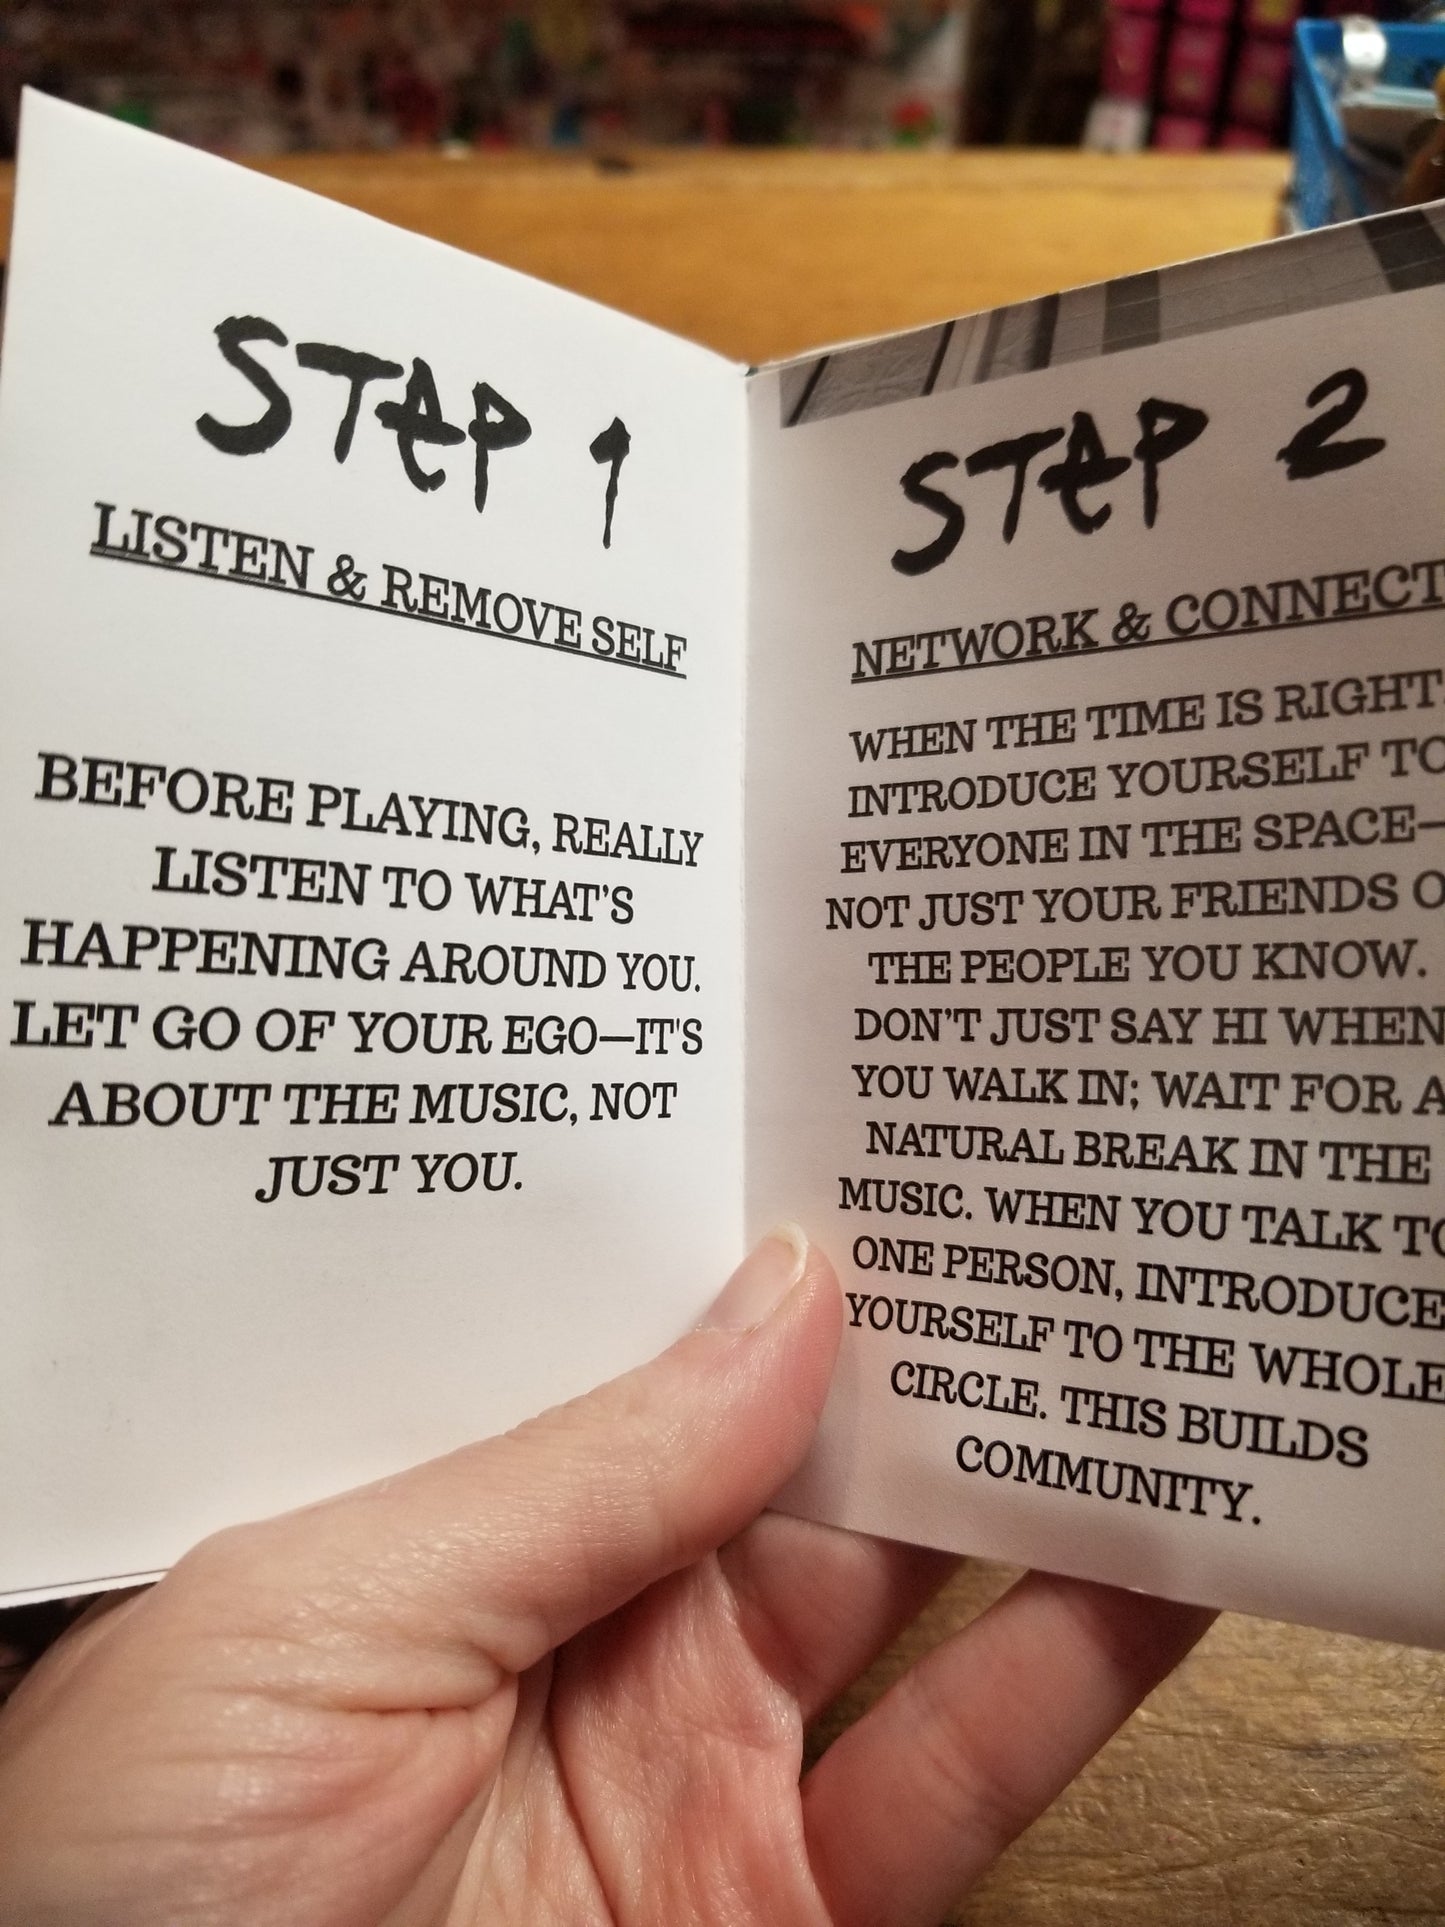 STEP 1
LISTEN & REMOVE SELF
BEFORE PLAYING, REALLY
LISTEN TO WHAT'S
HAPPENING AROUND YOU.
LET GO OF YOUR EGO—IT'S
ABOUT THE MUSIC, NOT
JUST YOU.
STEP 2
NETWORK & CONNECT
WHEN THE TIME IS RIGHT,
INTRODUCE YOURSELF TO
EVERYONE IN THE SPACE—
NOT JUST YOUR FRIENDS O
THE PEOPLE YOU KNOW.
DON'T JUST SAY HI WHEN
YOU WALK IN; WAIT FOR A
NATURAL BREAK IN THE
MUSIC. WHEN YOU TALK TO
ONE PERSON, INTRODUCE
YOURSELF TO THE WHOLE
CIRCLE. THIS BUILDS
COMMUNITY.